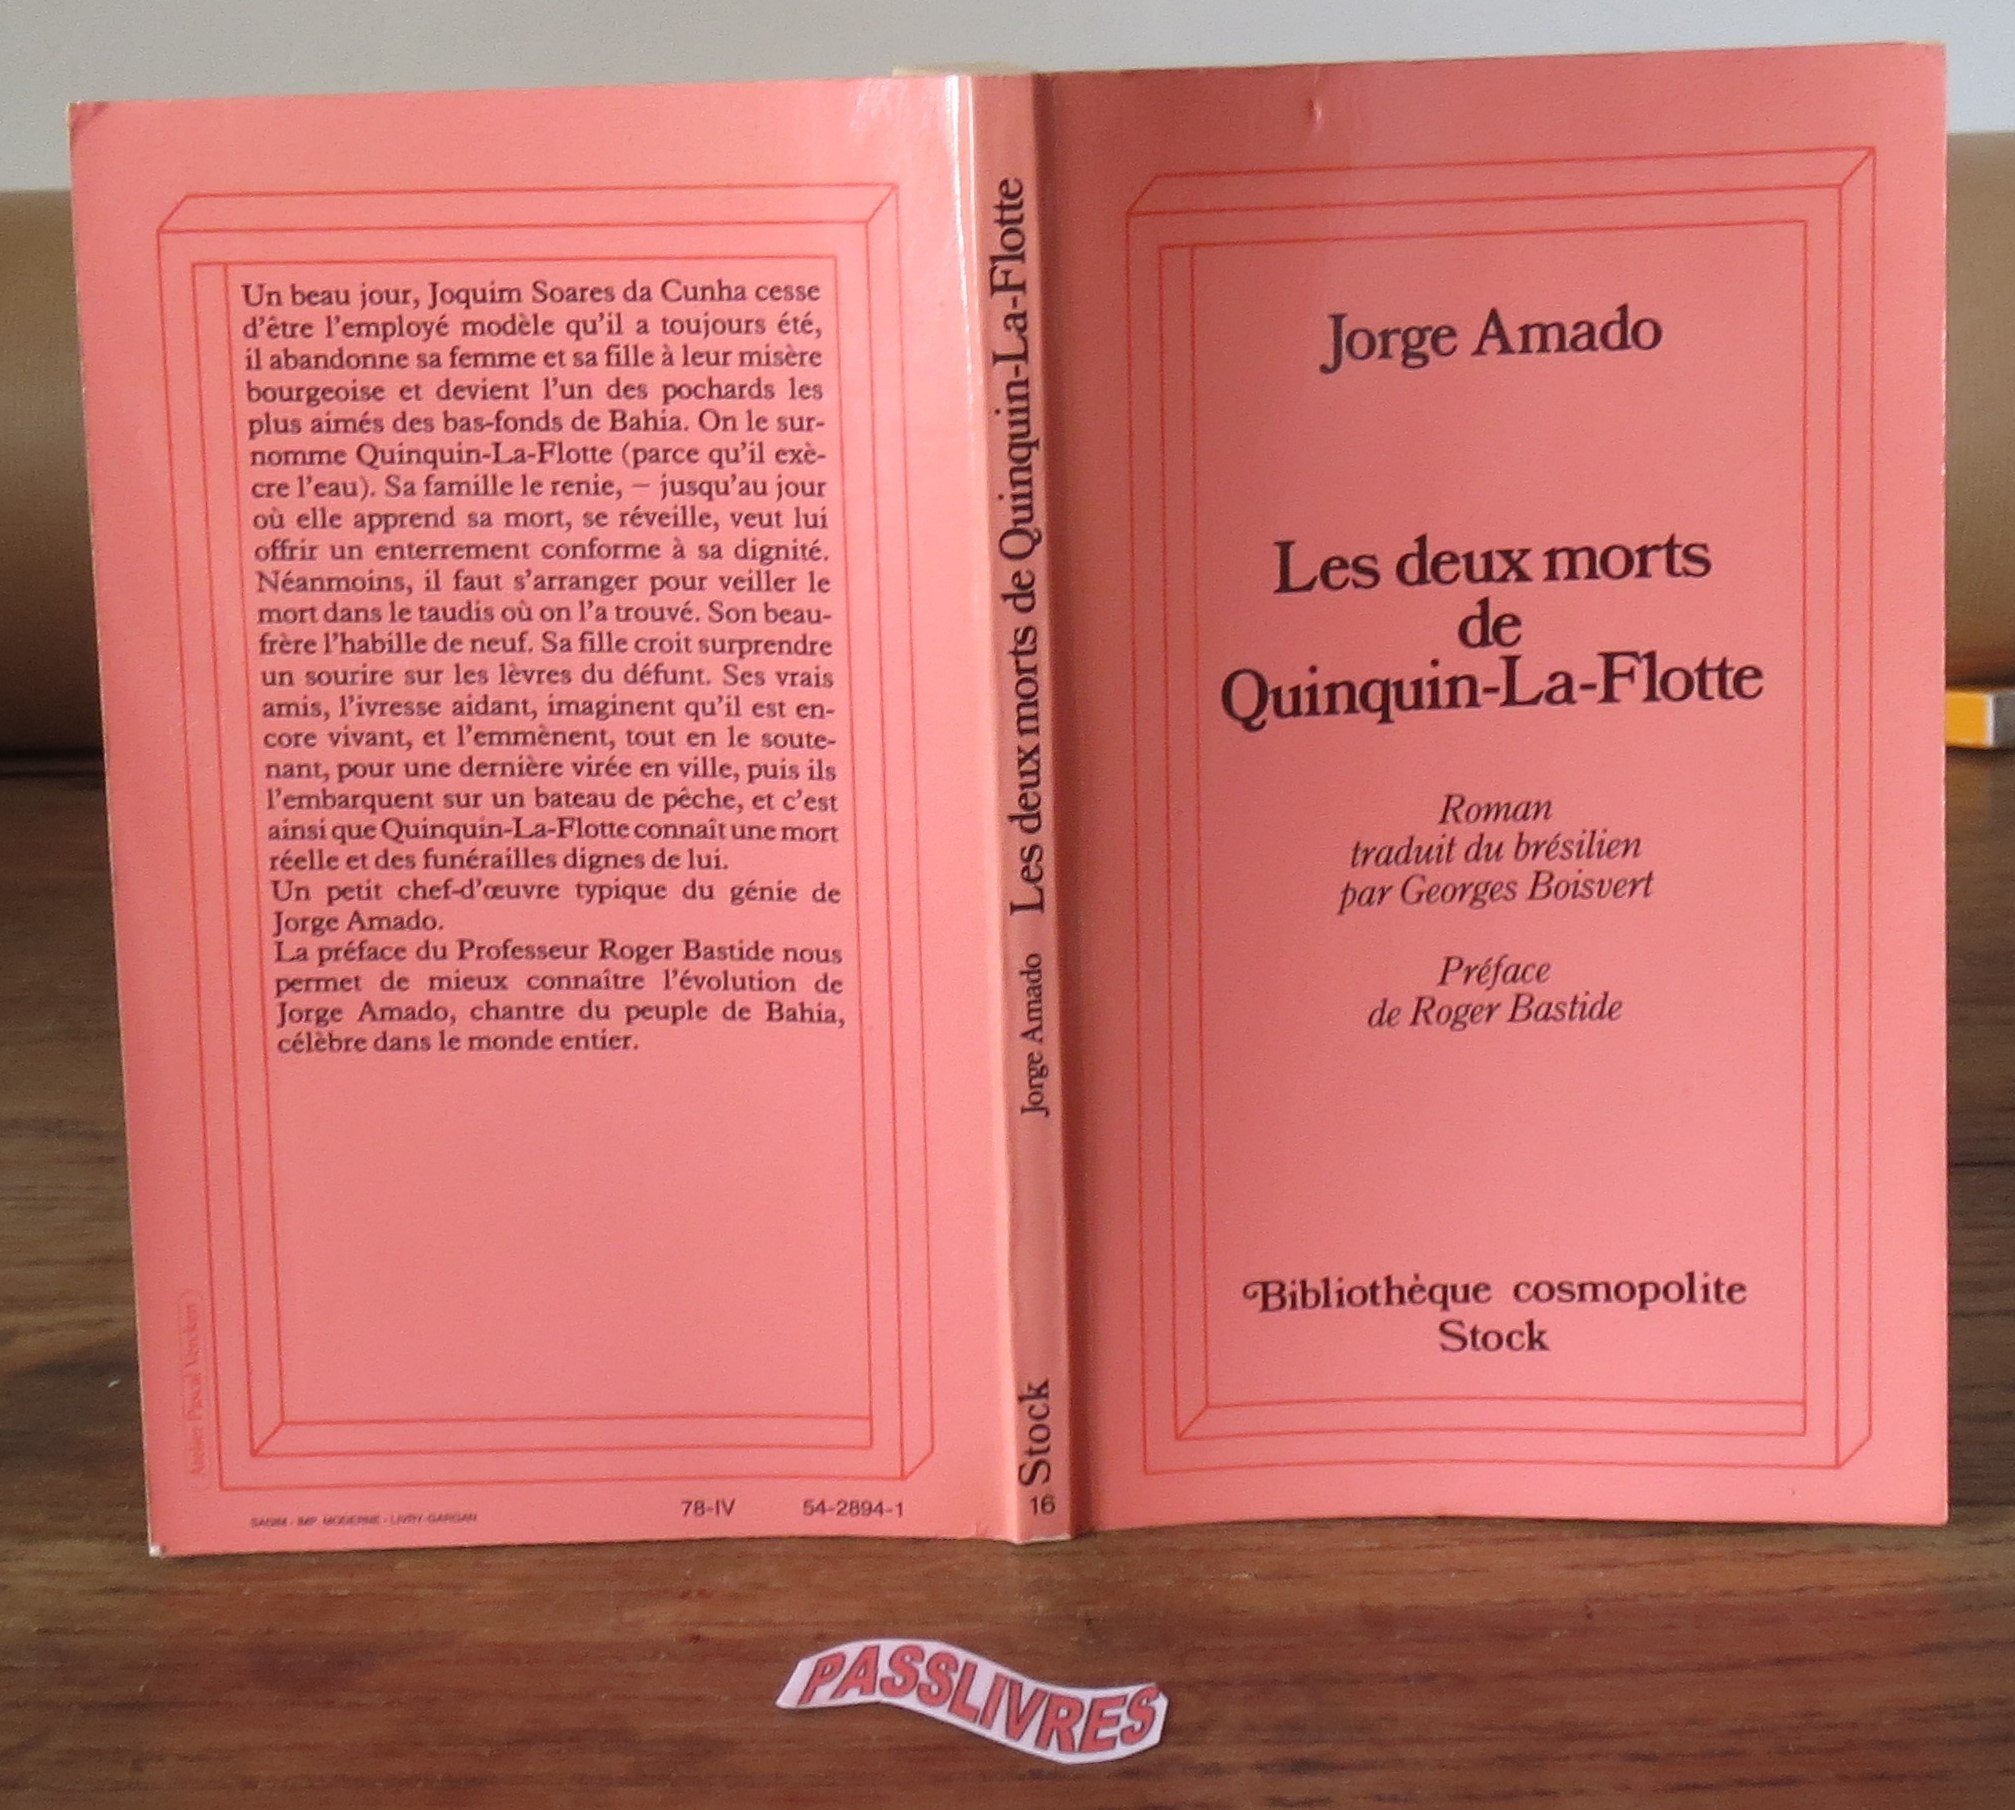 Un beau jour, Joquim Soares da Cunha cesse
d'être l'employé modèle qu'il a toujours été,
il abandonne sa femme et sa fille à leur misère
bourgeoise et devient l'un des pochards les
plus aimés des bas-fonds de Bahia. On le sur-
nomme Quinquin-La-Flotte (parce qu'il exè-
cre l'eau). Sa famille le renie, – jusqu'au jour
où elle apprend sa mort, se réveille, veut lui
offrir un enterrement conforme à sa dignité.
Néanmoins, il faut s'arranger pour veiller le
mort dans le taudis où on l'a trouvé. Son beau-
frère l'habille de neuf. Sa fille croit surprendre
un sourire sur les lèvres du défunt. Ses vrais
amis, l'ivresse aidant, imaginent qu'il est en-
core vivant, et l'emmènent, tout en le soute-
nant, pour une dernière virée en ville, puis ils
l'embarquent sur un bateau de pêche, et c'est
ainsi que Quinquin-La-Flotte connaît une mort
réelle et des funérailles dignes de lui.
Un petit chef-d'œuvre typique du génie de
Jorge Amado.
La préface du Professeur Roger Bastide nous
permet de mieux connaître l'évolution de
Jorge Amado, chantre du peuple de Bahia,
célèbre dans le monde entier.
Atelier Pascal Vercken
SAGIM - IMP. MODERNE - LIVRY-GARGAN
78-IV 54-2894-1
Jorge Amado Les deux morts de Quinquin-La-Flotte
Stock
16
Jorge Amado
Les deux morts
de
Quinquin-La-Flotte
Roman
traduit du brésilien
par Georges Boisvert
Préface
de Roger Bastide
Bibliothèque cosmopolite
Stock
PASSLIVRES